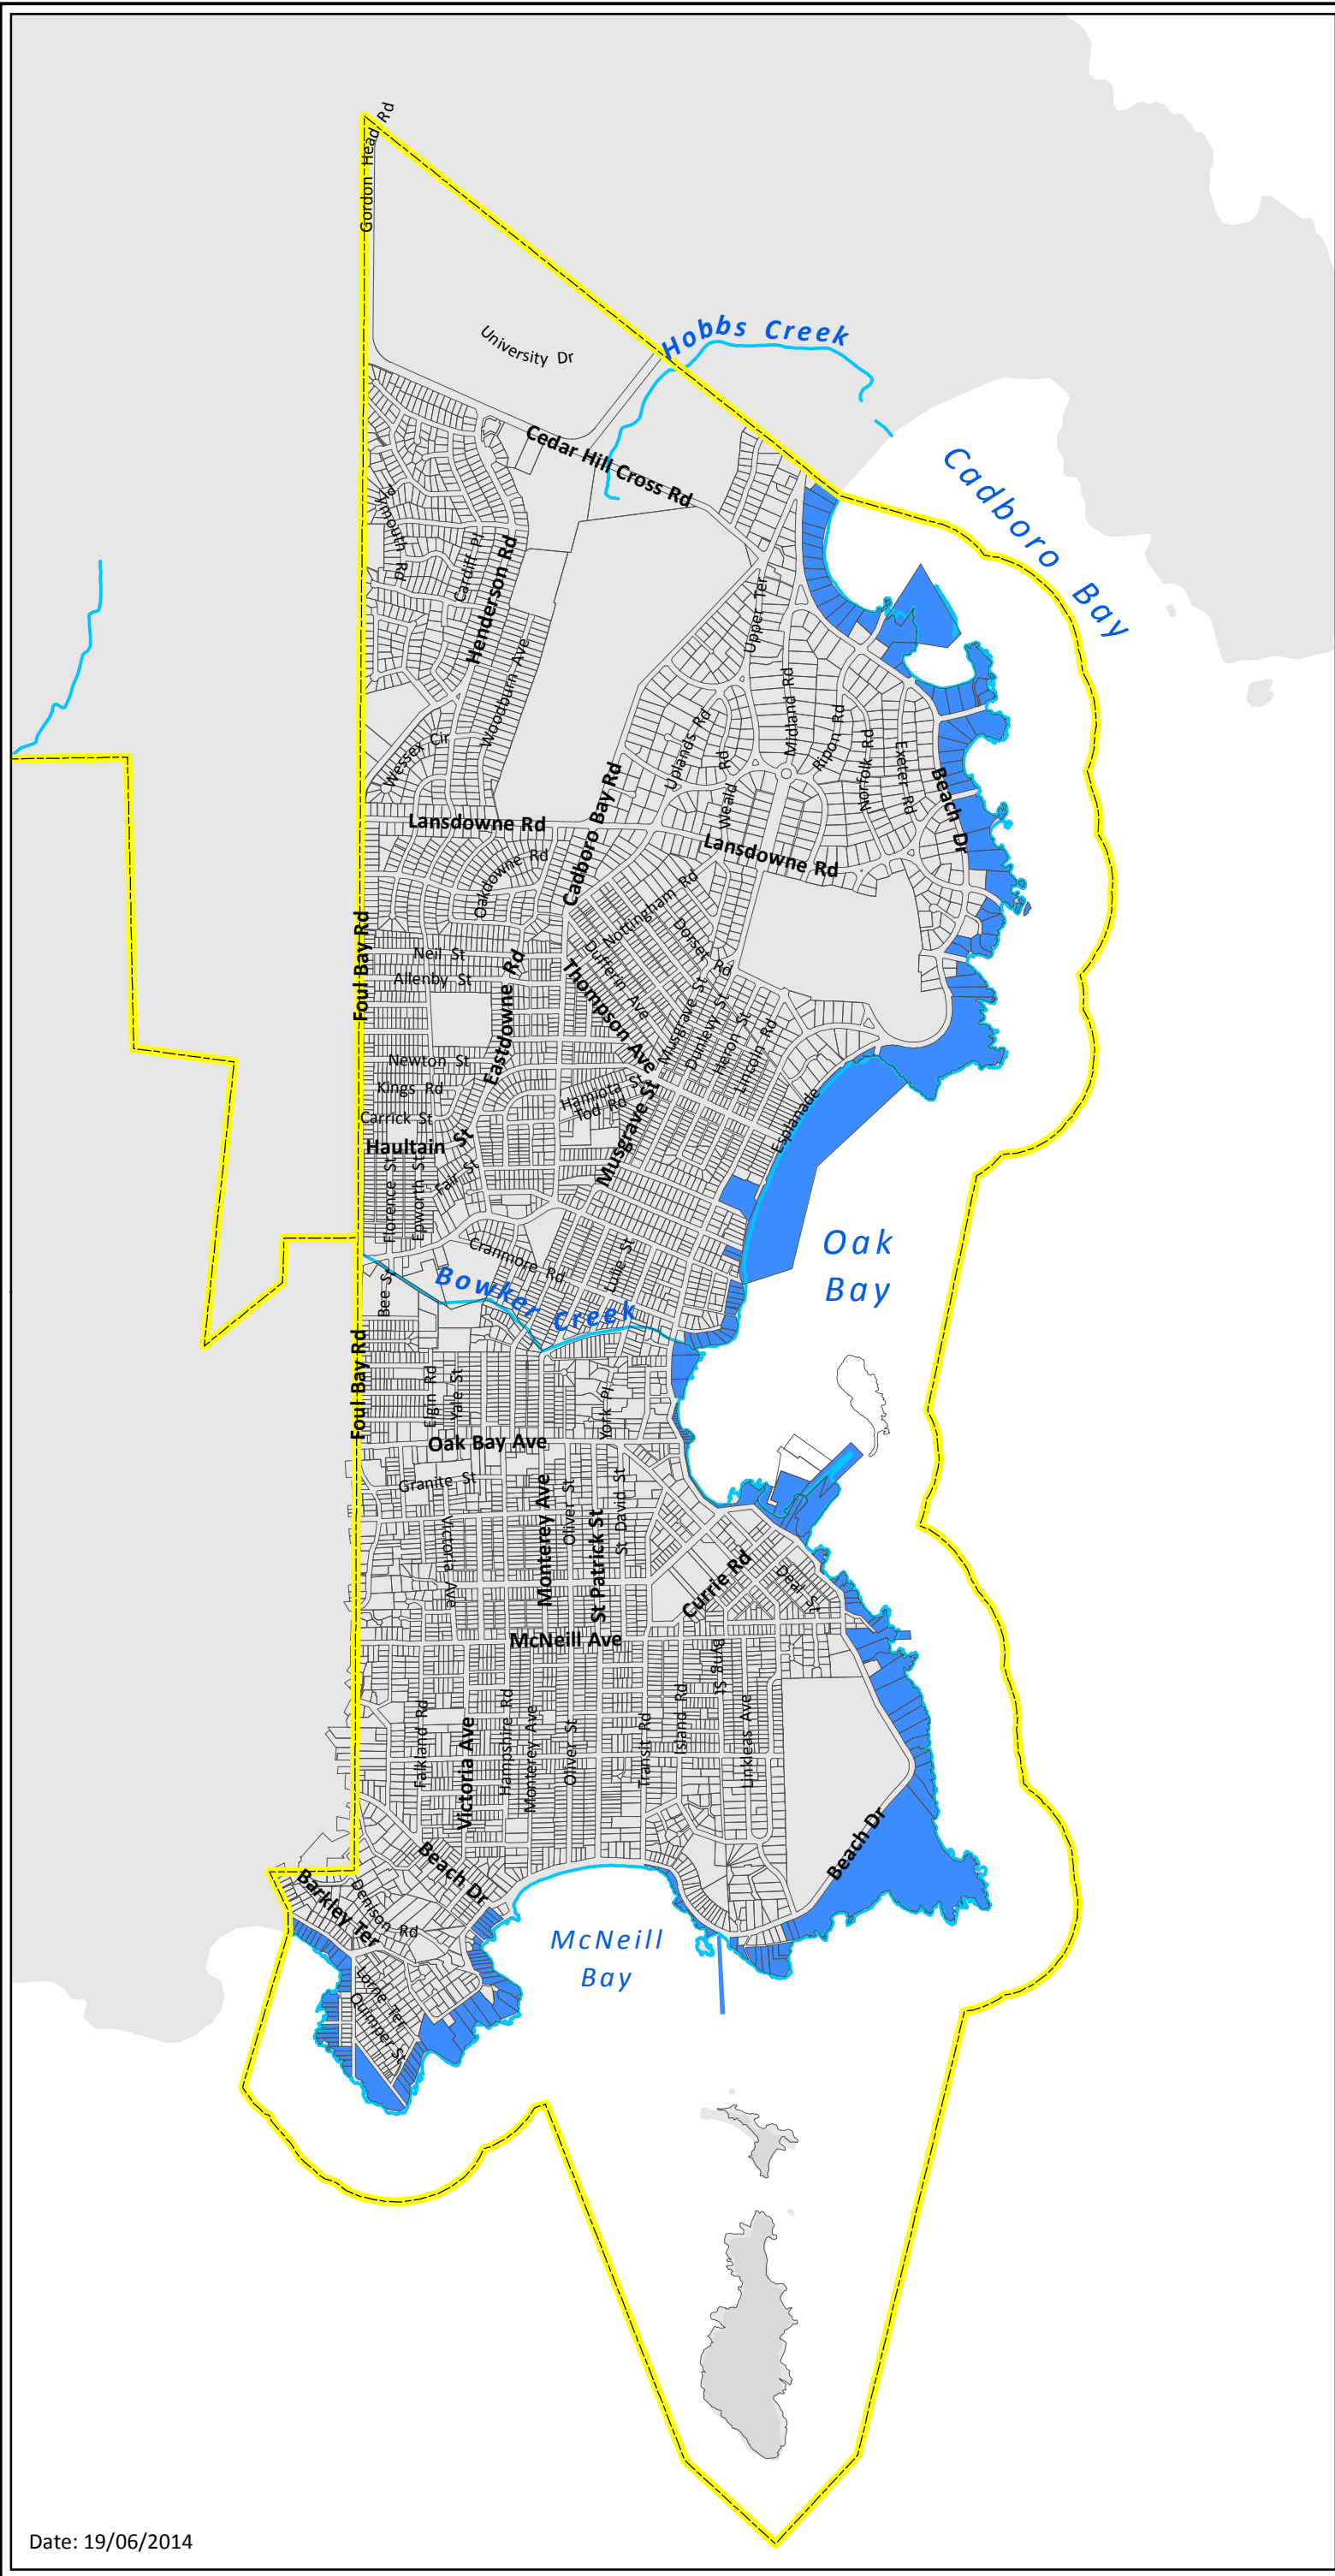 Gordon Head Rd
University Dr
Hobbs Creek
Cedar Hill Cross Rd
Cadboro Bay
Plymouth Rd
Cardiff Pl
Henderson Rd
Upper Ter
Woodburn Ave
Midland Rd
Uplands Rd
Ripon Rd
Norfolk Rd
Exeter Rd
Wessex Cir
Weald Rd
Beach Dr
Cadboro Bay Rd
Lansdowne Rd
Lansdowne Rd
Oakdowne Rd
Nottingham Rd
Dorset Rd
Foul Bay Rd
Neil St
Allenby St
Dufferin Ave
Eastdowne Rd
Thompson Ave
Musgrave St
Dunlevy St
Heron St
Lincoln Rd
Newton St
Kings Rd
Hamiota St
Tod Rd
Carrick St
Esplanade
Haultain St
Musgrave St
Florence St
Epworth St
Fair St
Oak
Bay
Cranmore Rd
Lulie St
Bee St
Bowker Creek
Foul Bay Rd
Elgin Rd
Yale St
York Pl
Oak Bay Ave
Granite St
Victoria Ave
Monterey Ave
Oliver St
St Patrick St
St David St
Currie Rd
Deal St
McNeill Ave
Byng St
Falkland Rd
Victoria Ave
Hampshire Rd
Monterey Ave
Oliver St
Transit Rd
Island Rd
Linkleas Ave
Beach Dr
Beach Dr
Barkley Ter
Denison Rd
McNeill
Bay
Lorne Ter
Quimper St
Date: 19/06/2014